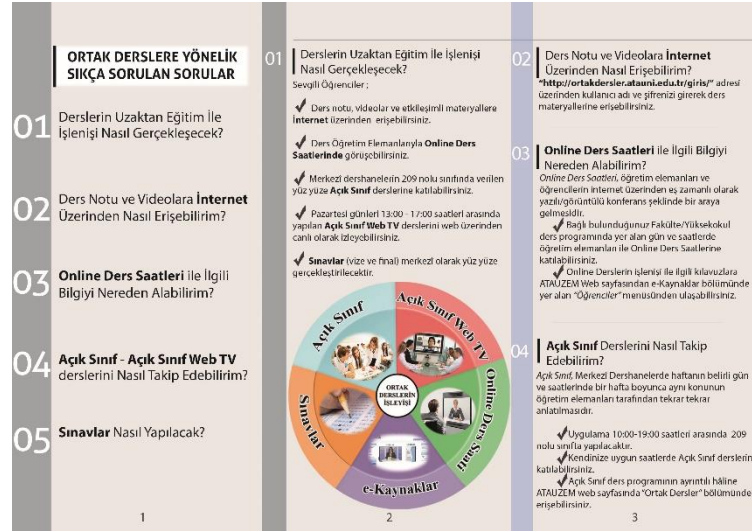 ORTAK DERSLERE YÖNELİK
SIKÇA SORULAN SORULAR
01
Derslerin Uzaktan Eğitim İle
İşlenişi Nasıl Gerçekleşecek?
02
Ders Notu ve Videolara İnternet
Üzerinden Nasıl Erişebilirim?
03
Online Ders Saatleri ile İlgili
Bilgiyi Nereden Alabilirim?
04
Açık Sınıf - Açık Sınıf Web TV
derslerini Nasıl Takip Edebilirim?
05
Sınavlar Nasıl Yapılacak?
1
01
Derslerin Uzaktan Eğitim İle İşlenişi
Nasıl Gerçekleşecek?
Sevgili Öğrenciler ;
✓ Ders notu, videolar ve etkileşimli materyallere
İnternet üzerinden erişebilirsiniz.
✓ Ders Öğretim Elemanlarıyla Online Ders
Saatlerinde görüşebilirsiniz.
✓ Merkezî dershanelerin 209 nolu sınıfında verilen
yüz yüze Açık Sınıf derslerine katılabilirsiniz.
✓ Pazartesi günleri 13:00 - 17:00 saatleri arasında
yapılan Açık Sınıf Web TV derslerini web üzerinden
canlı olarak izleyebilirsiniz.
✓ Sınavlar (vize ve final) merkezî olarak yüz yüze
gerçekleştirilecektir.
Açık Sınıf
Açık Sınıf Web TV
Online Ders Saati
e-Kaynaklar
Sınavlar
ORTAK
DERSLERİN
İŞLEYİŞİ
2
02
Ders Notu ve Videolara İnternet
Üzerinden Nasıl Erişebilirim?
"http://ortakdersler.atauni.edu.tr/giris/" adresi
üzerinden kullanıcı adı ve şifrenizi girerek ders
materyallerine erişebilirsiniz.
03
Online Ders Saatleri ile İlgili Bilgiyi
Nereden Alabilirim?
Online Ders Saatleri, öğretim elemanları ve
öğrencilerin internet üzerinden eş zamanlı olarak
yazılı/görüntülü konferans şeklinde bir araya
gelmesidir.
✓ Bağlı bulunduğunuz Fakülte/Yüksekokul
ders programında yer alan gün ve saatlerde
öğretim elemanları ile Online Ders Saatlerine
katılabilirsiniz.
✓ Online Derslerin işlenişi ile ilgili kılavuzlara
ATAUZEM Web sayfasından e-Kaynaklar bölümünde
yer alan "Öğrenciler" menüsünden ulaşabilirsiniz.
04
Açık Sınıf Derslerini Nasıl Takip
Edebilirim?
Açık Sınıf, Merkezî Dershanelerde haftanın belirli gün
ve saatlerinde bir hafta boyunca aynı konunun
öğretim elemanları tarafından tekrar tekrar
anlatılmasıdır.
✓ Uygulama 10:00-19:00 saatleri arasında 209
nolu sınıfta yapılacaktır.
✓ Kendinize uygun saatlerde Açık Sınıf derslerin
katılabilirsiniz.
✓ Açık Sınıf ders programının ayrıntılı hâline
ATAUZEM web sayfasında "Ortak Dersler" bölümünde
erişebilirsiniz.
3